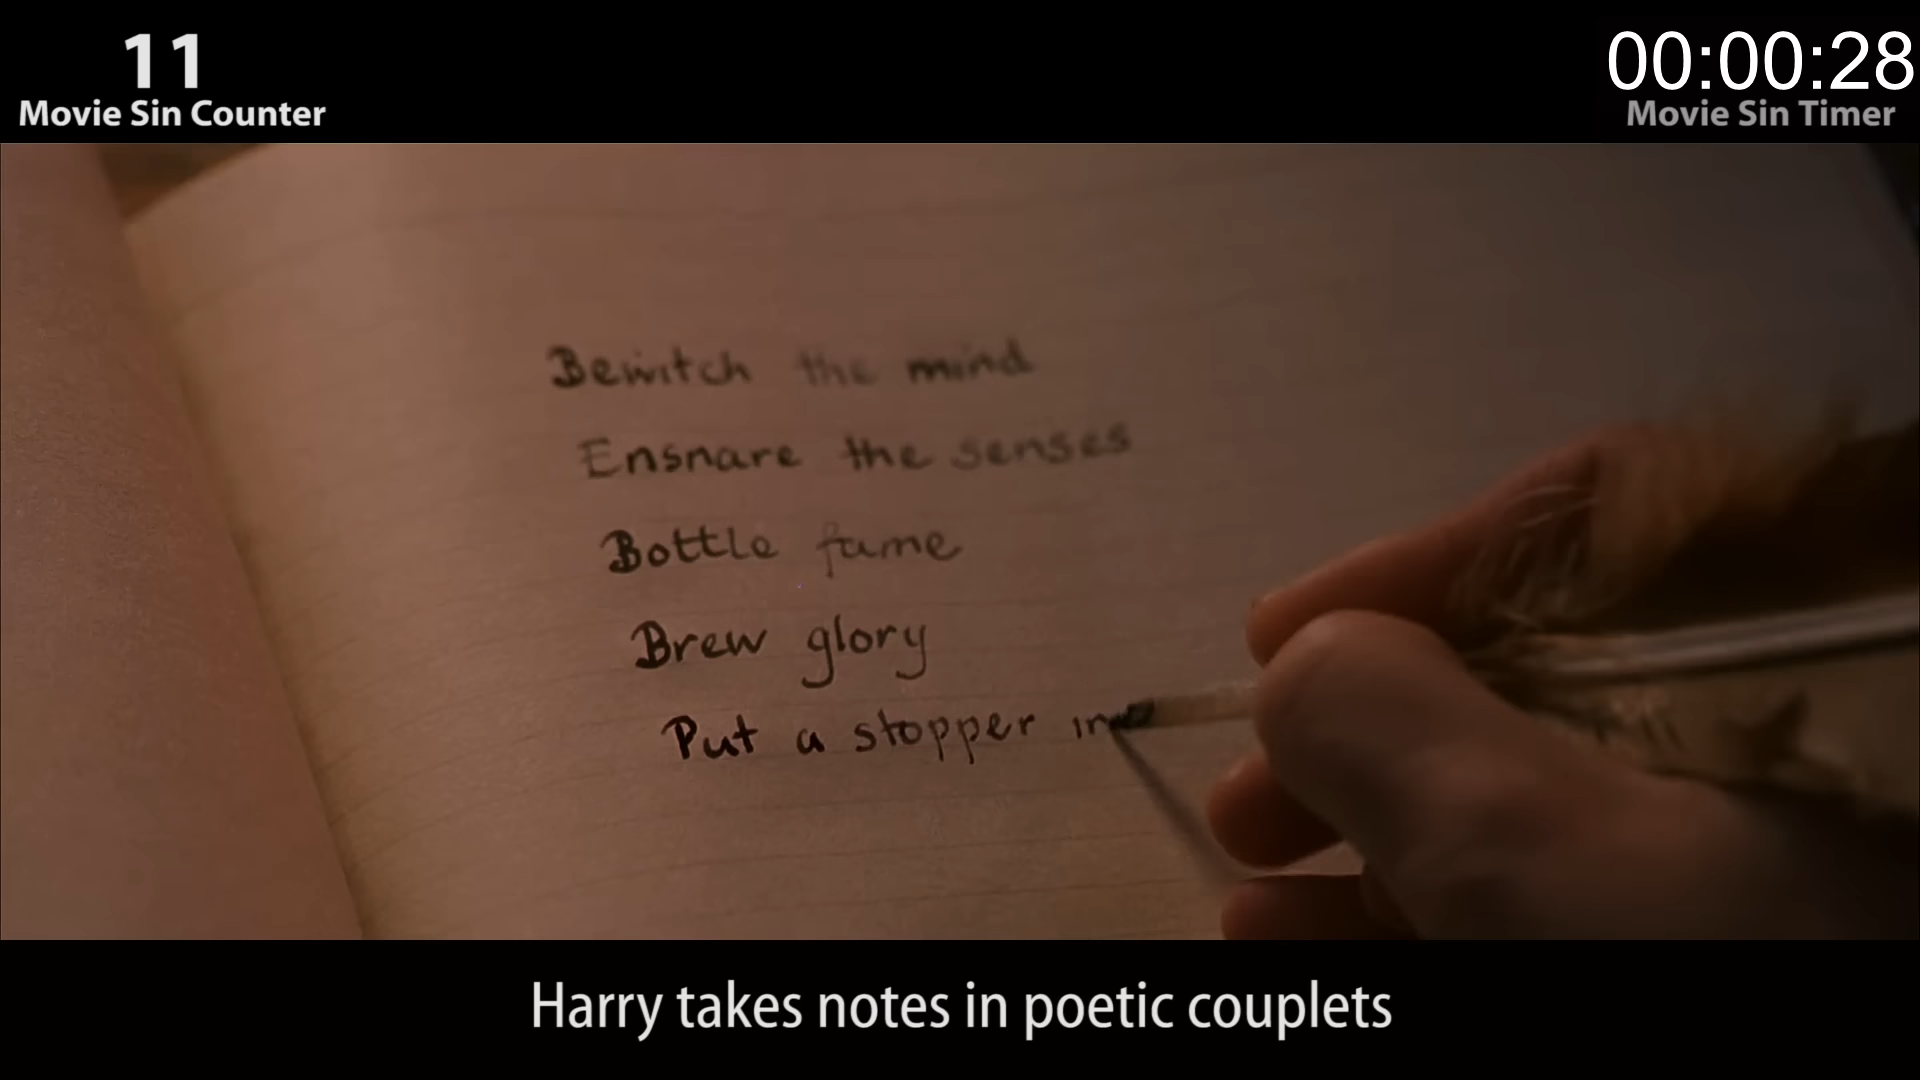 11
Movie Sin Counter
00:00:28
Movie Sin Timer
Bewitch the mind
Ensnare the senses
Bottle fame
Brew glory
Put a stopper in
Harry takes notes in poetic couplets